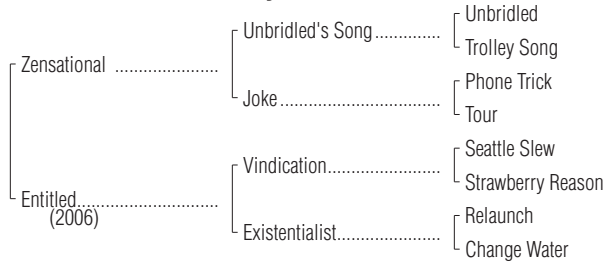 Unbridled
Unbridled's Song..............
Trolley Song
Zensational ......................
Phone Trick
Joke..................................
Tour
Seattle Slew
Vindication........................
Strawberry Reason
Entitled..............................
(2006)
Relaunch
Existentialist......................
Change Water